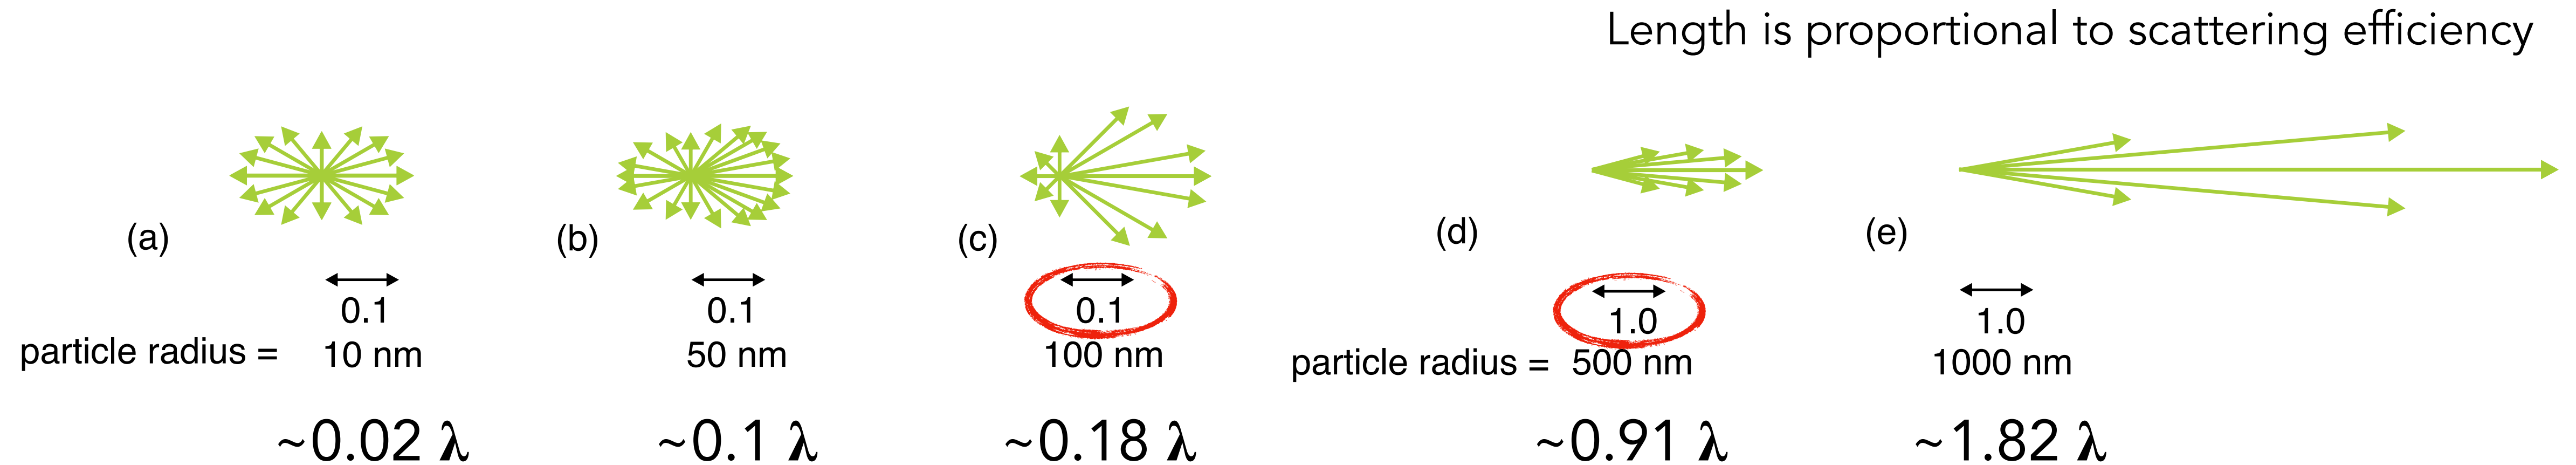 Length is proportional to scattering efficiency
(a) (b) (c) (d) (e)
0.1 0.1 0.1 1.0 1.0
particle radius = 10 nm 50 nm 100 nm particle radius = 500 nm 1000 nm
~0.02 λ ~0.1 λ ~0.18 λ ~0.91 λ ~1.82 λ